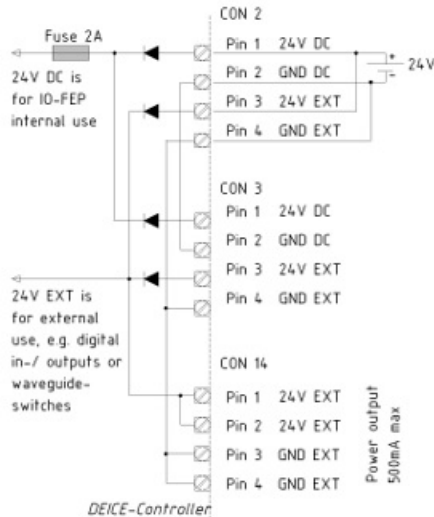 CON 2
Fuse 2A
Pin 1 24V DC
Pin 2 GND DC
Pin 3 24V EXT
Pin 4 GND EXT
+
-
24V
24V DC is
for IO-FEP
internal use
CON 3
Pin 1 24V DC
Pin 2 GND DC
Pin 3 24V EXT
Pin 4 GND EXT
24V EXT is
for external
use, e.g. digital
in-/ outputs or
waveguide-
switches
CON 14
Pin 1 24V EXT
Pin 2 24V EXT
Pin 3 GND EXT
Pin 4 GND EXT
Power output
500mA max
DEICE-Controller